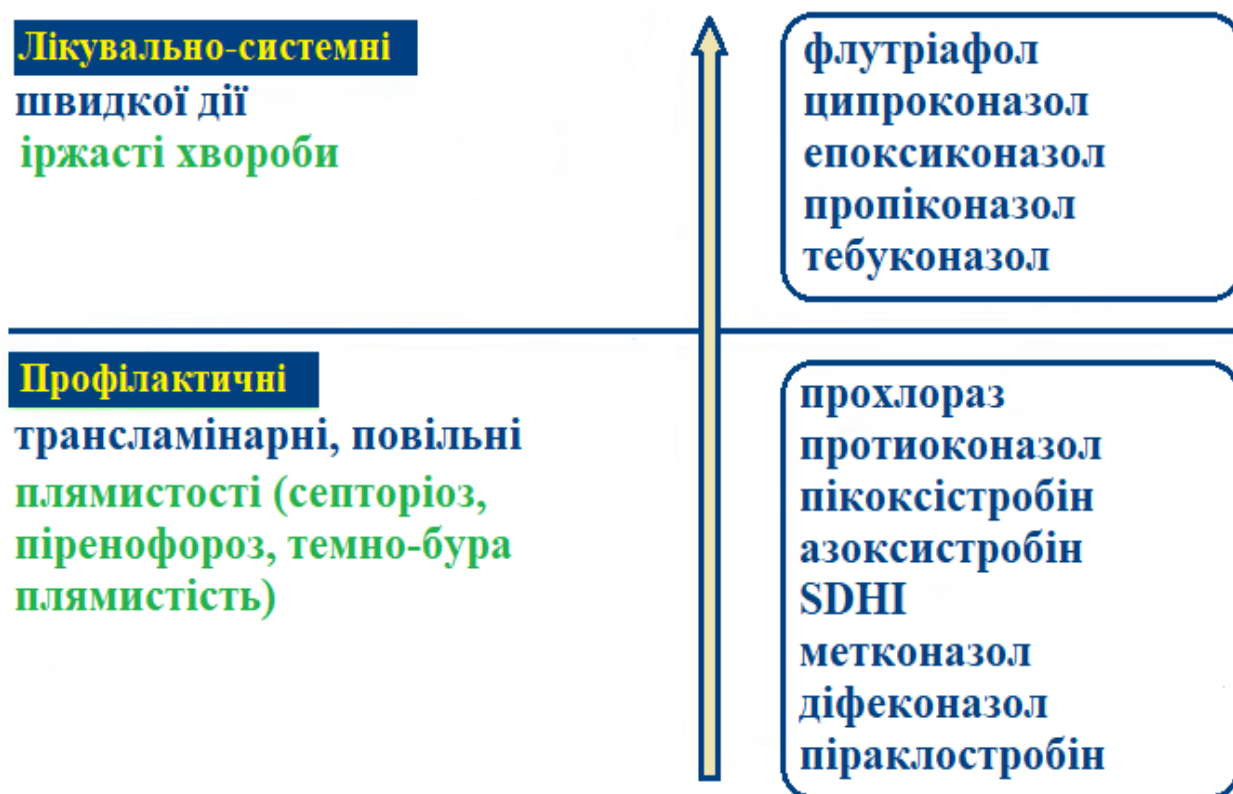 Лікувально-системні
швидкої дії
іржасті хвороби
флутріафол
ципроконазол
епоксиконазол
пропіконазол
тебуконазол
Профілактичні
трансламінарні, повільні
плямистості (септоріоз,
піренофороз, темно-бура
плямистість)
прохлораз
протиоконазол
пікоксістробін
азоксистробін
SDHI
метконазол
діфеконазол
піраклостробін